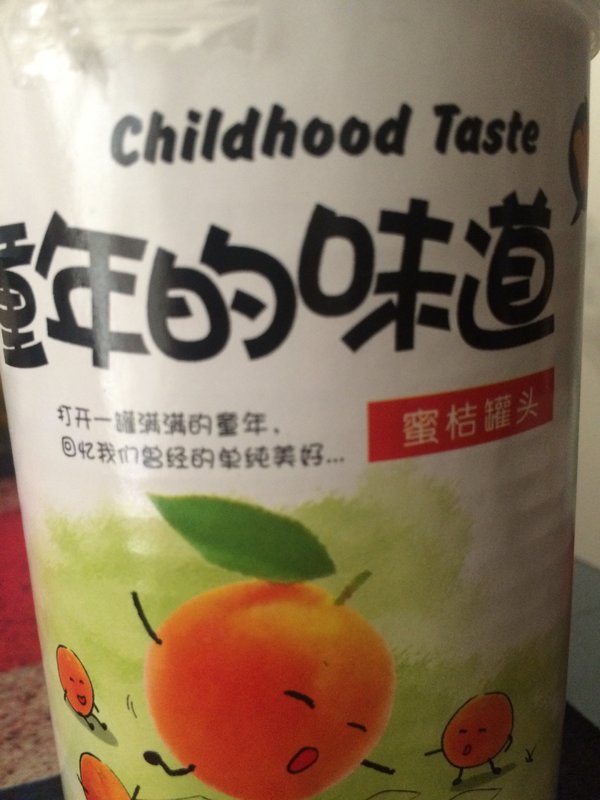 Childhood Taste
童年的味道
打开一罐满满的童年，
回忆我们曾经的单纯美好...
蜜桔罐头